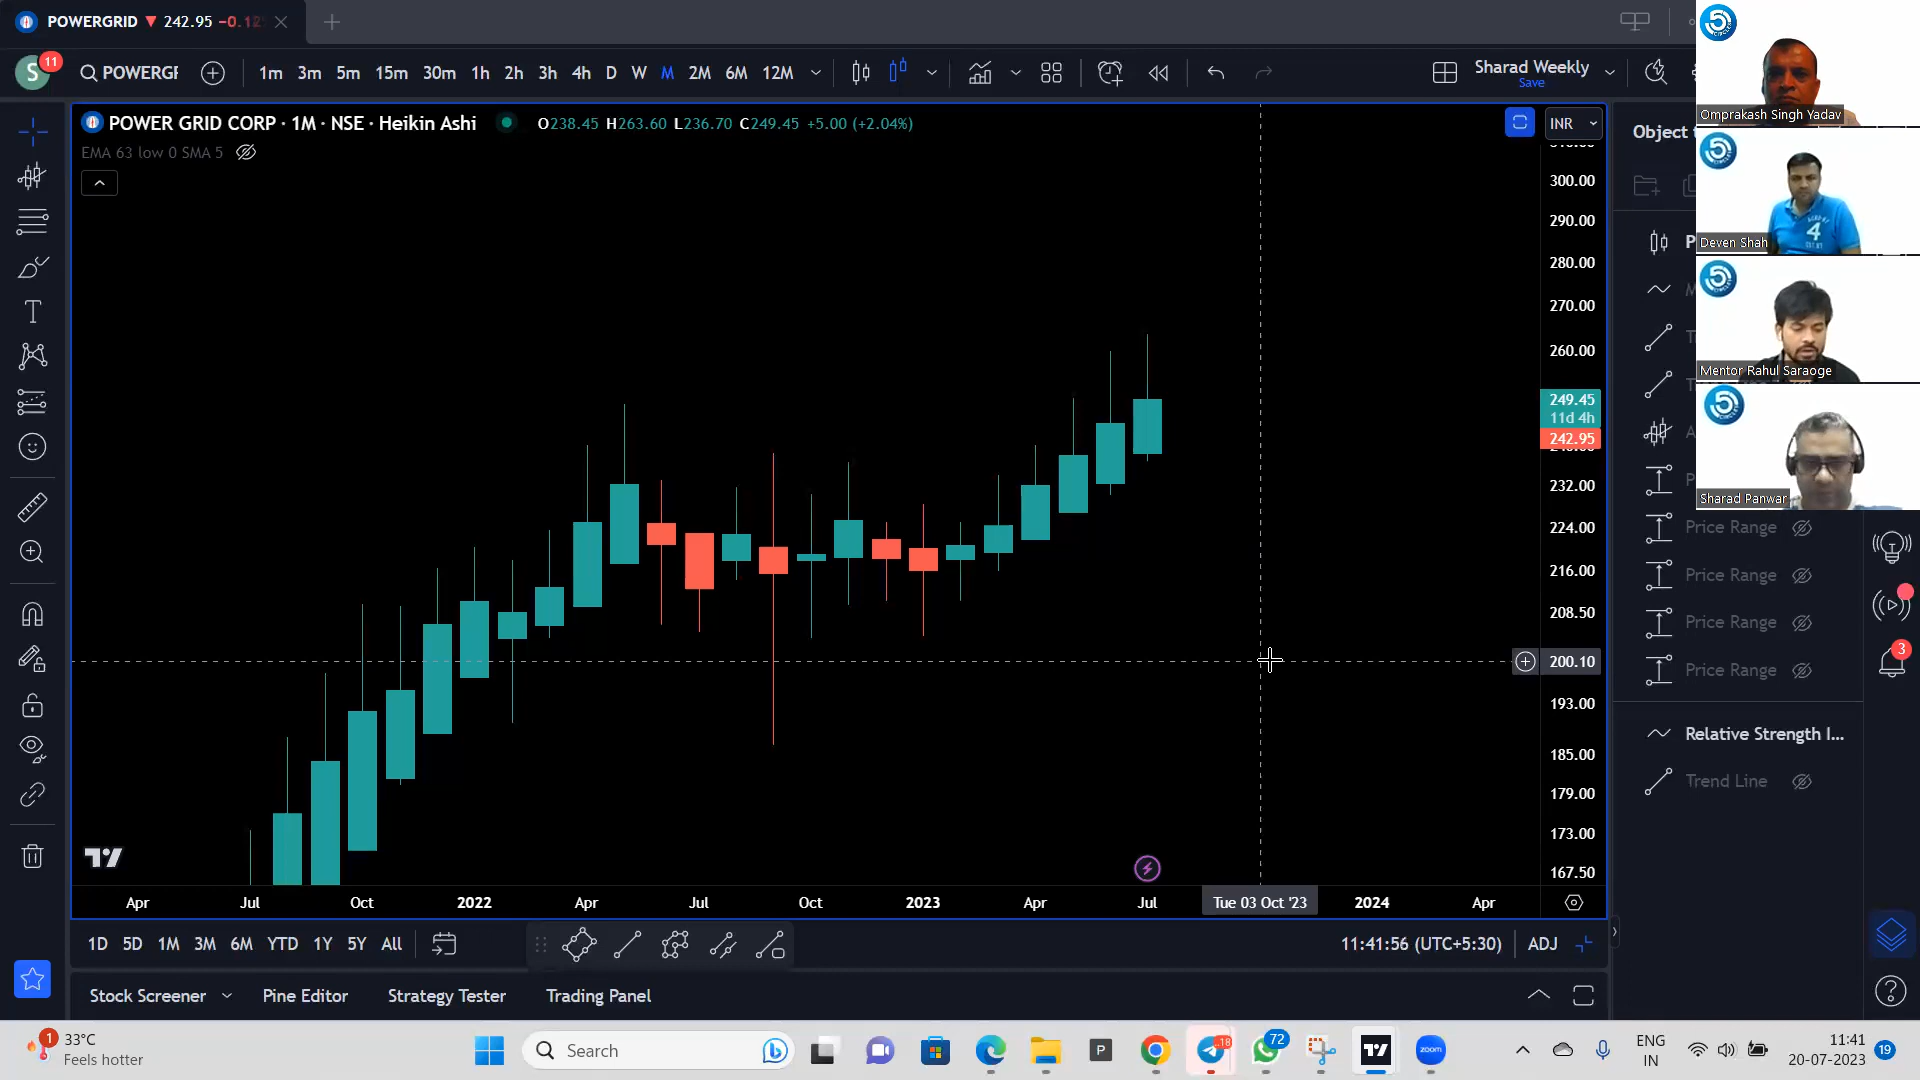 POWERGRID 242.95 -0.12
S 11 POWERGI 1m 3m 5m 15m 30m 1h 2h 3h 4h D W M 2M 6M 12M Sharad Weekly Save
POWER GRID CORP · 1M · NSE · Heikin Ashi O238.45 H263.60 L236.70 C249.45 +5.00 (+2.04%) INR
EMA 63 low 0 SMA 5
Object
Omprakash Singh Yadav
Deven Shah
Mentor Rahul Saraoge
Sharad Panwar
300.00
290.00
280.00
270.00
260.00
249.45
11d 4h
242.95
232.00
224.00
216.00
208.50
200.10
193.00
185.00
179.00
173.00
167.50
Price Range
Price Range
Price Range
Price Range
Relative Strength I...
Trend Line
3
Apr Jul Oct 2022 Apr Jul Oct 2023 Apr Jul Tue 03 Oct '23 2024 Apr
1D 5D 1M 3M 6M YTD 1Y 5Y All 11:41:56 (UTC+5:30) ADJ
Stock Screener Pine Editor Strategy Tester Trading Panel
1 33°C
Feels hotter
Search
P
18
72
zoom
ENG
IN
11:41
20-07-2023
19